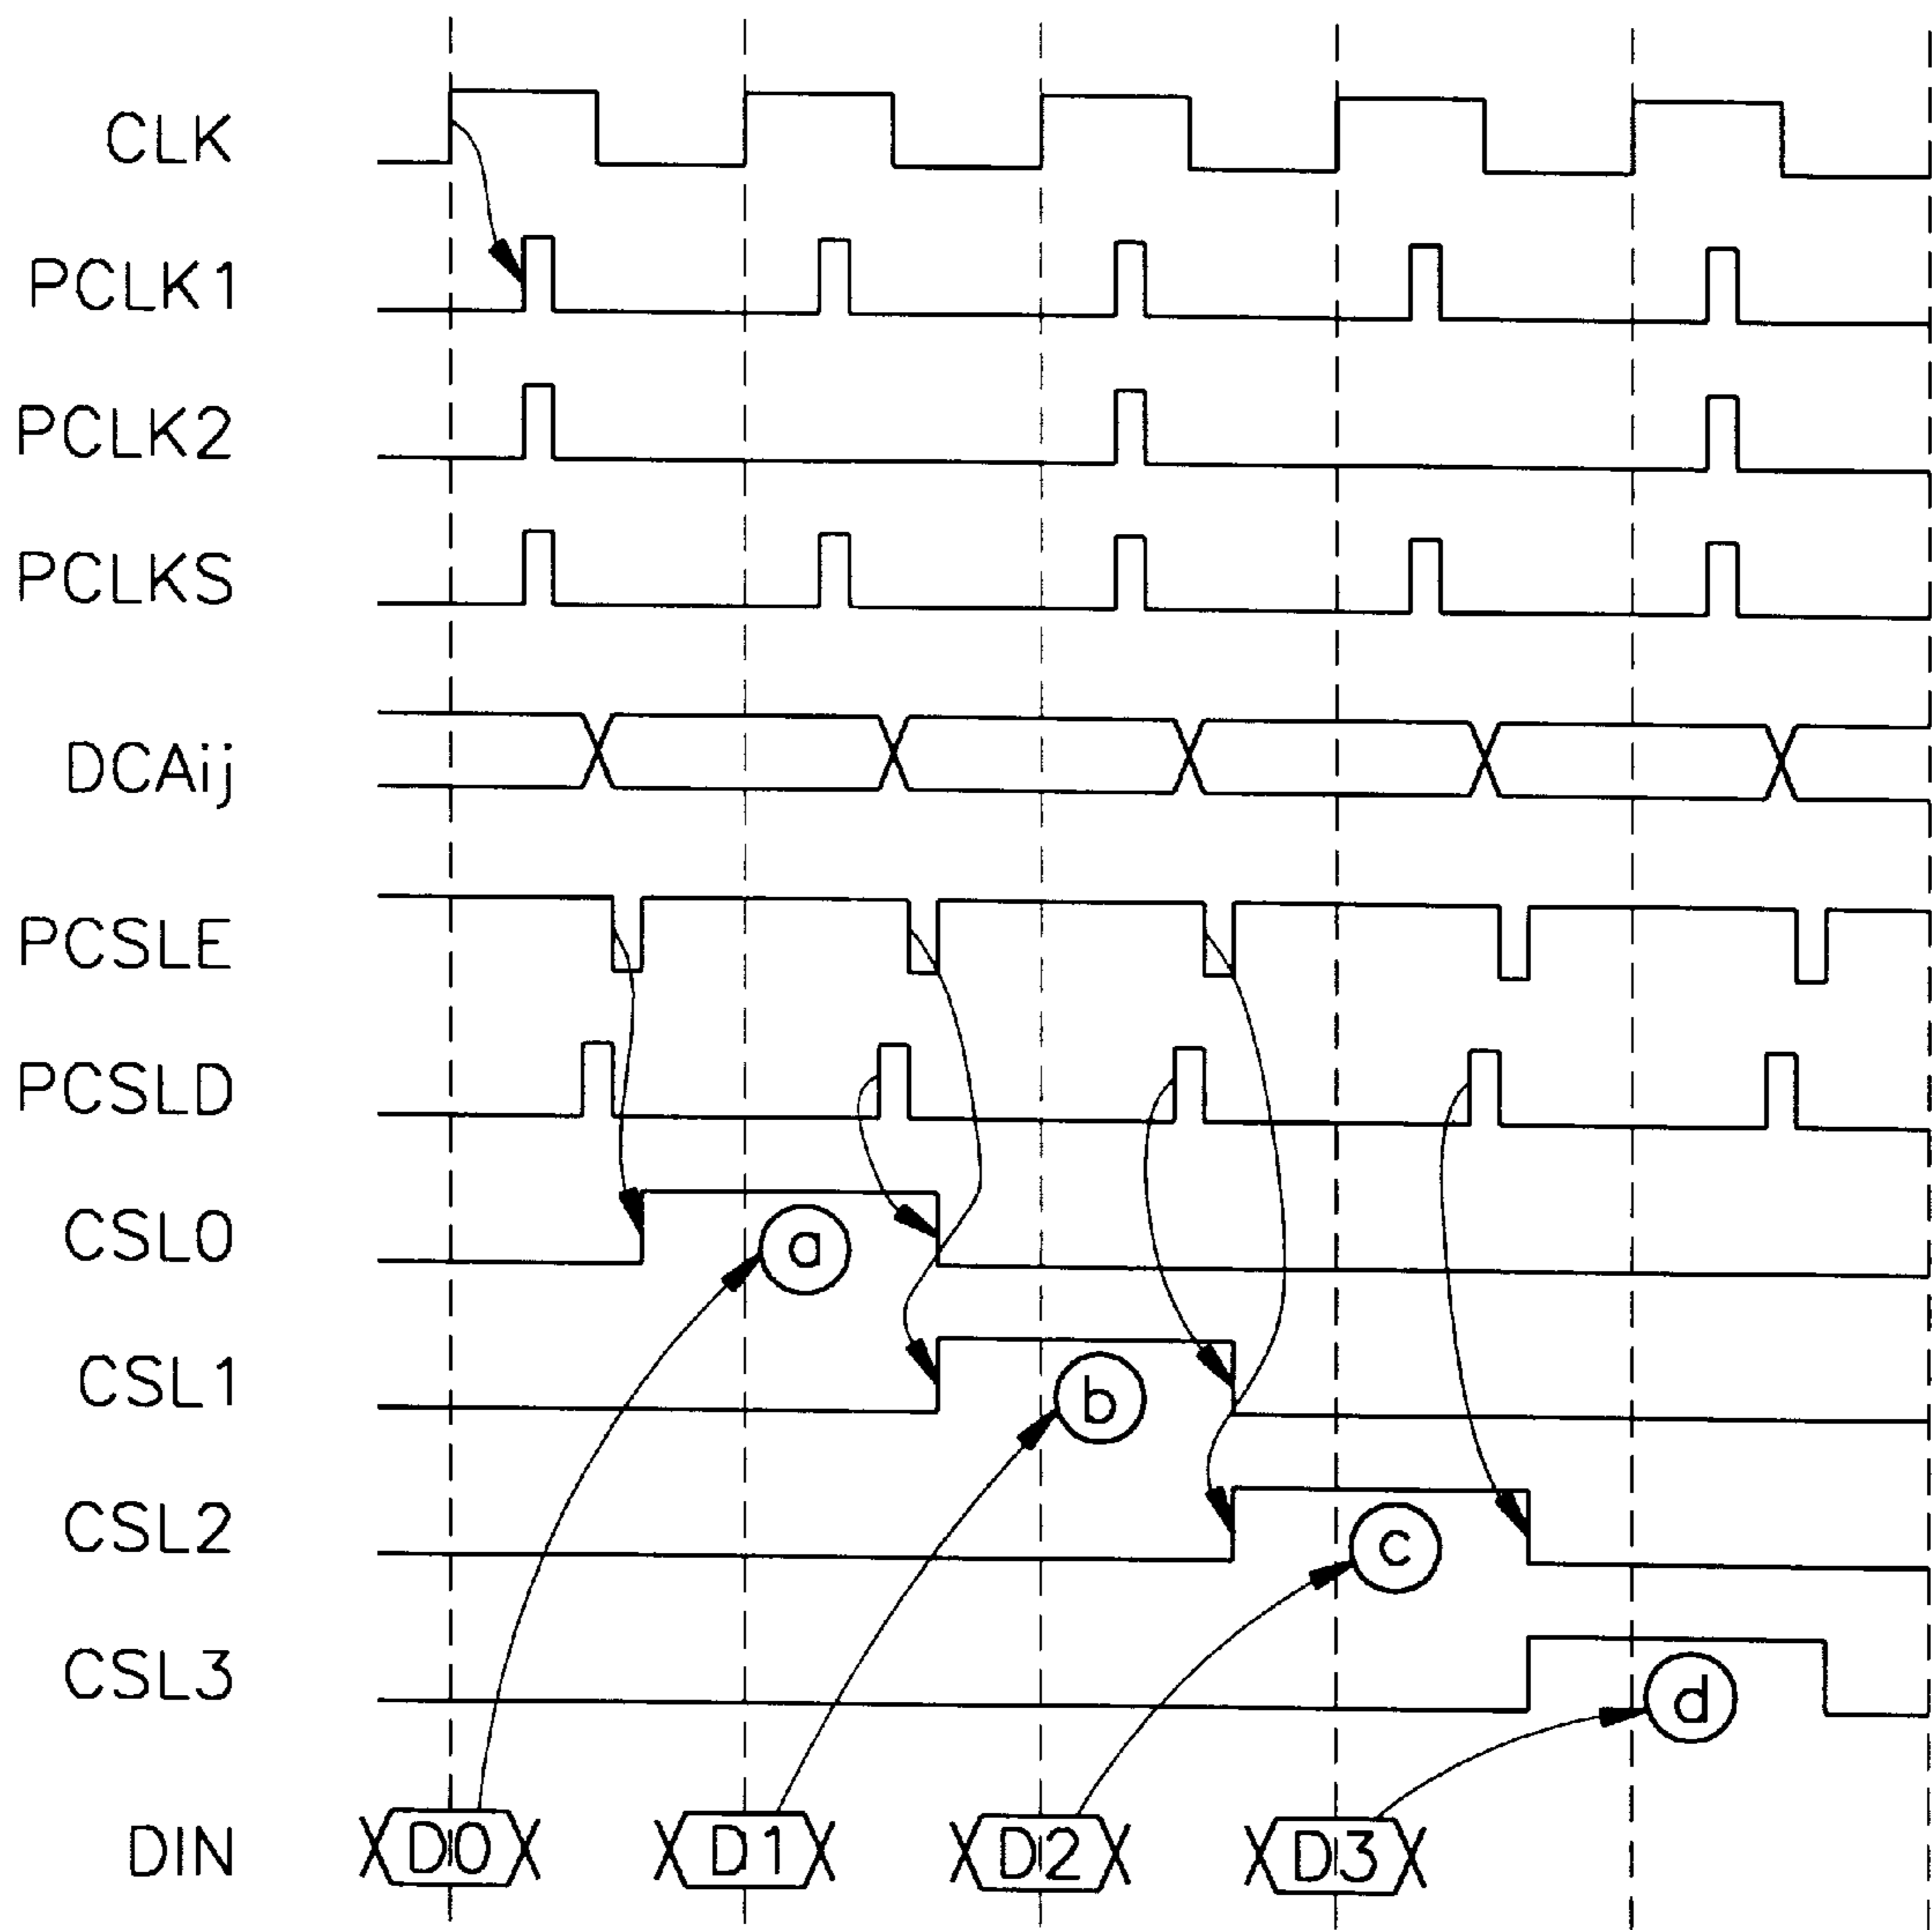 CLK
PCLK1
PCLK2
PCLKS
DCAij
PCSLE
PCSLD
CSL0 a
CSL1 b
CSL2 c
CSL3 d
DIN D0 D1 D2 D3